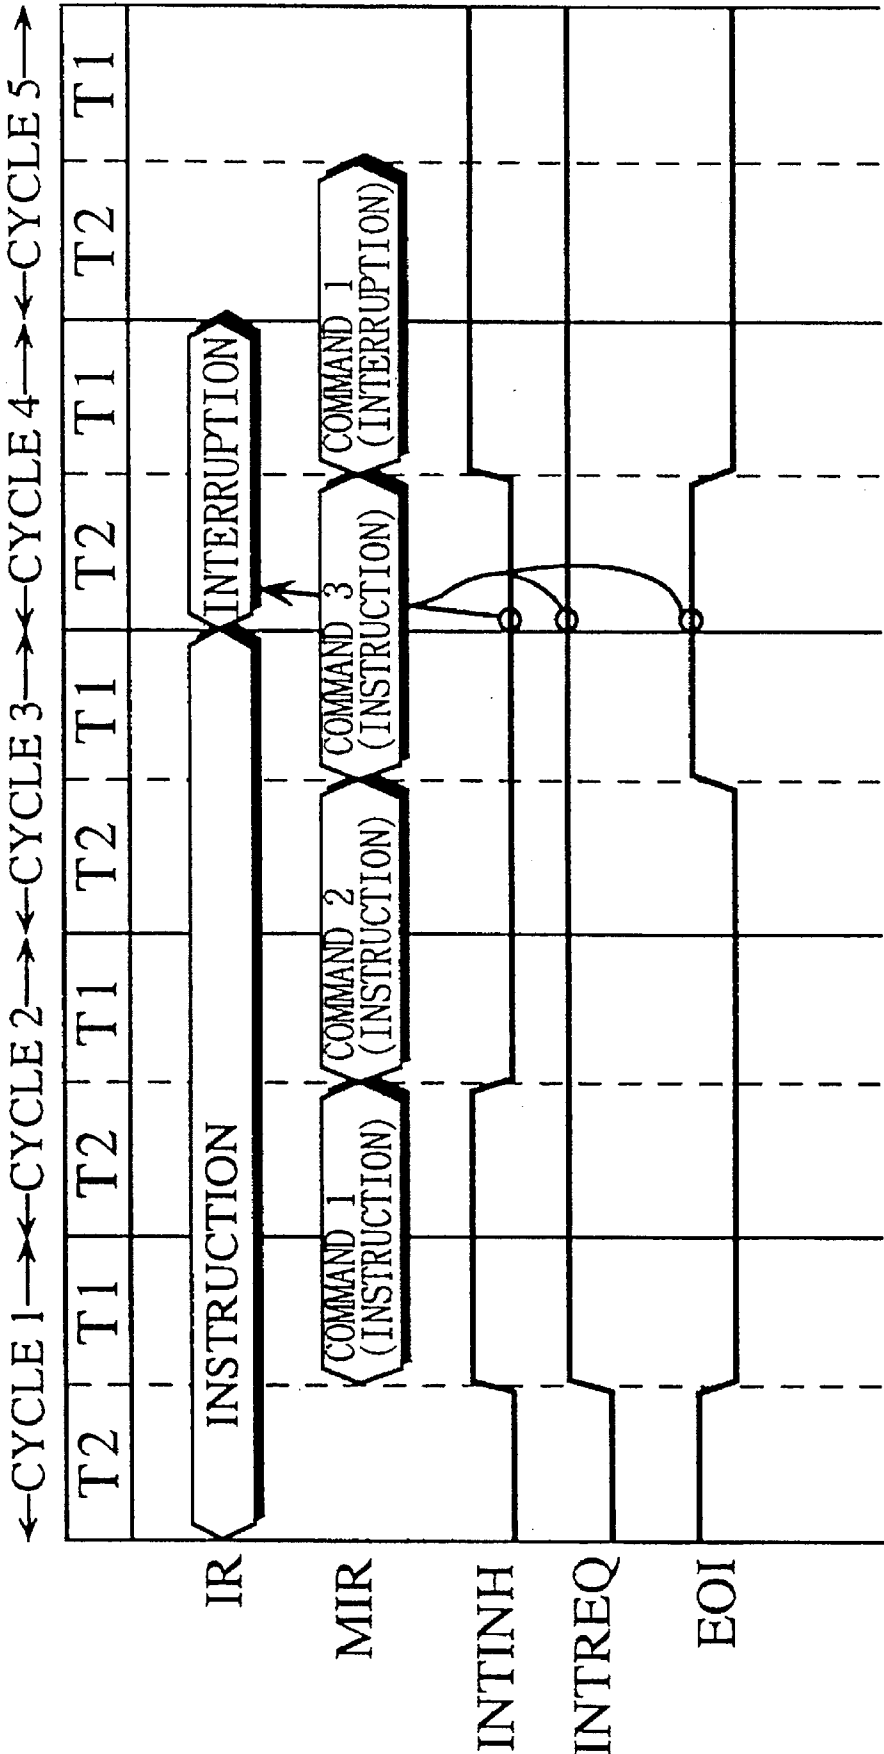 ←CYCLE 1→←CYCLE 2→←CYCLE 3→←CYCLE 4→←CYCLE 5→
T2 T1 T2 T1 T2 T1 T2 T1 T2 T1
IR
INSTRUCTION
INTERRUPTION
MIR
COMMAND 1
(INSTRUCTION)
COMMAND 2
(INSTRUCTION)
COMMAND 3
(INSTRUCTION)
COMMAND 1
(INTERRUPTION)
INTINH
INTREQ
EOI